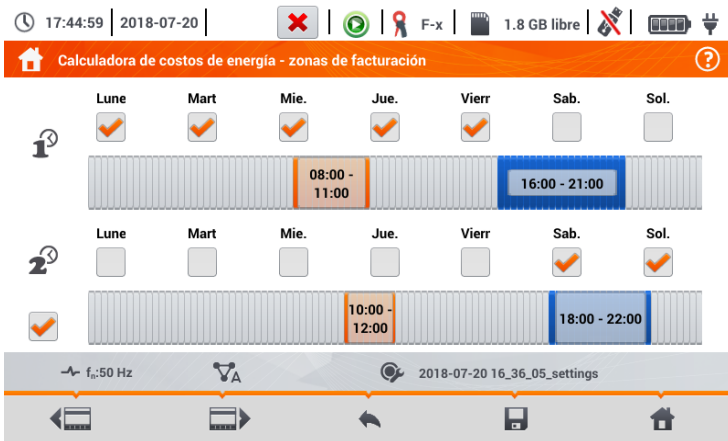 17:44:59 2018-07-20 F-x 1.8 GB libre
Calculadora de costos de energía - zonas de facturación ?
Lune Mart Mie. Jue. Vierr Sab. Sol.
1
08:00 -
11:00
16:00 - 21:00
Lune Mart Mie. Jue. Vierr Sab. Sol.
2
10:00 -
12:00
18:00 - 22:00
fn:50 Hz A 2018-07-20 16_36_05_settings